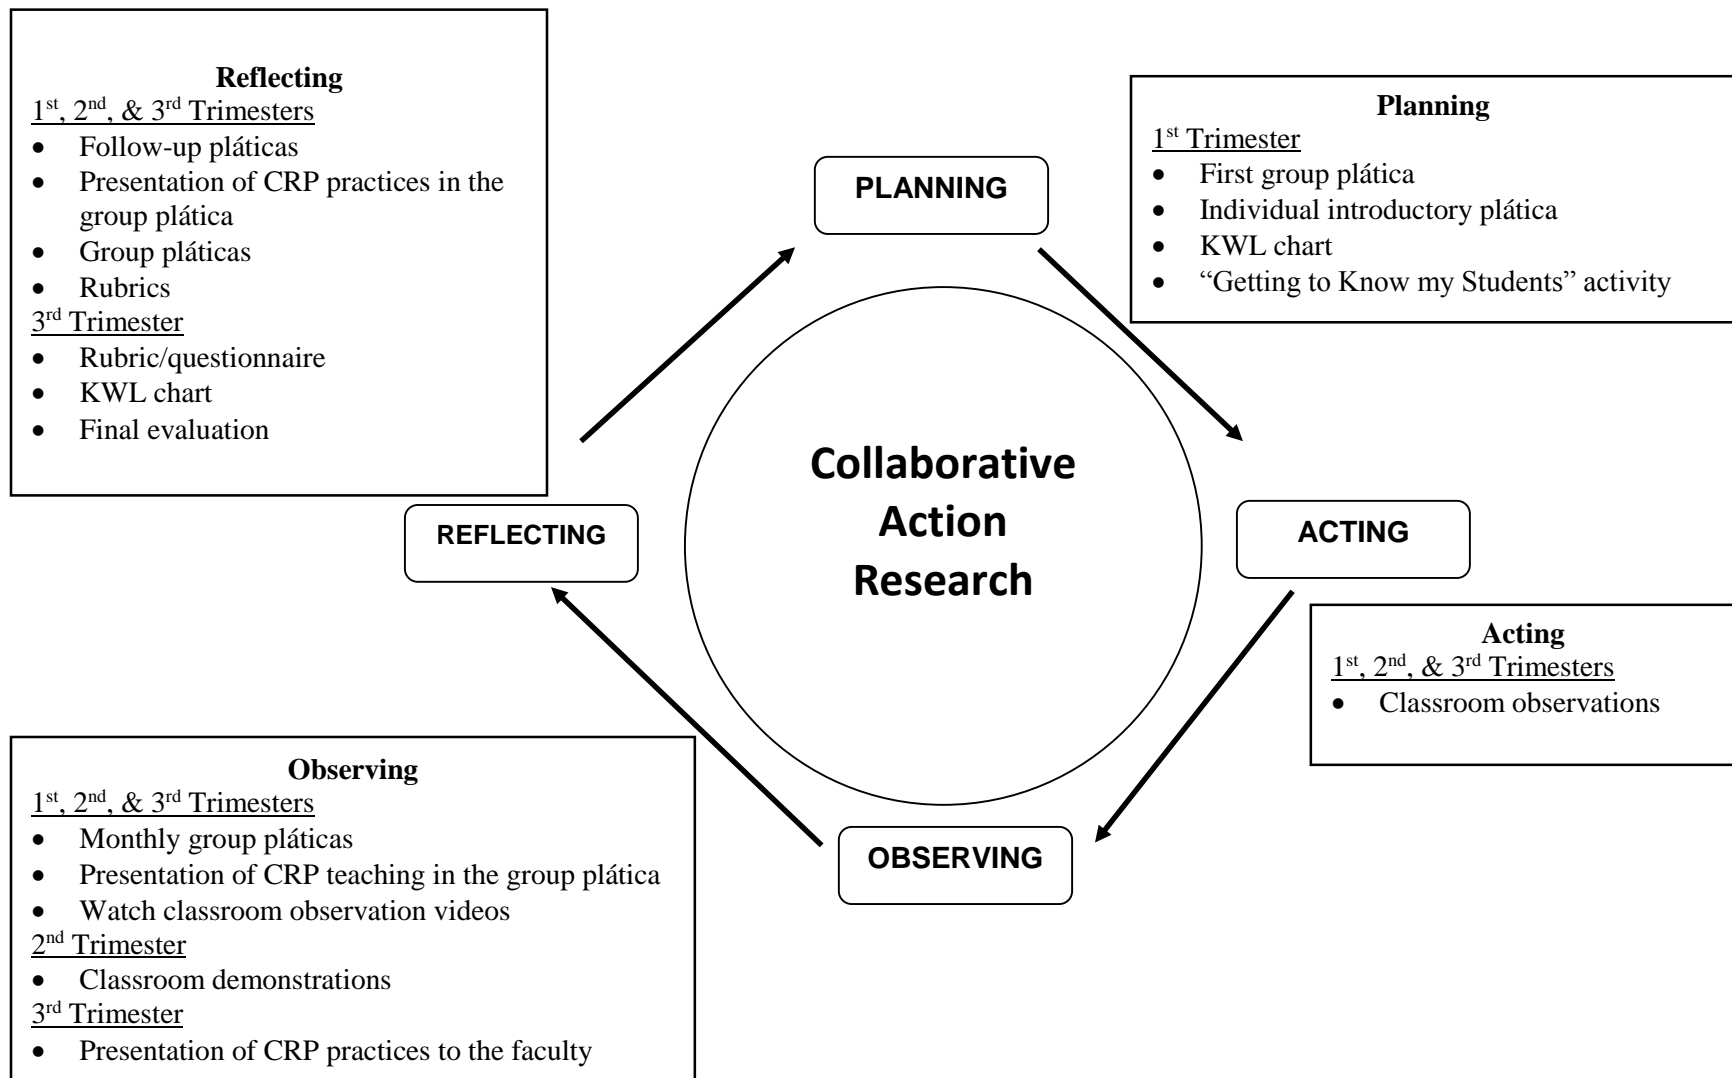 Reflecting
1st, 2nd, & 3rd Trimesters
• Follow-up pláticas
• Presentation of CRP practices in the
group plática
• Group pláticas
• Rubrics
3rd Trimester
• Rubric/questionnaire
• KWL chart
• Final evaluation
Planning
1st Trimester
• First group plática
• Individual introductory plática
• KWL chart
• “Getting to Know my Students” activity
PLANNING
Collaborative
Action
Research
REFLECTING
ACTING
Acting
1st, 2nd, & 3rd Trimesters
• Classroom observations
Observing
1st, 2nd, & 3rd Trimesters
• Monthly group pláticas
• Presentation of CRP teaching in the group plática
• Watch classroom observation videos
2nd Trimester
• Classroom demonstrations
3rd Trimester
• Presentation of CRP practices to the faculty
OBSERVING